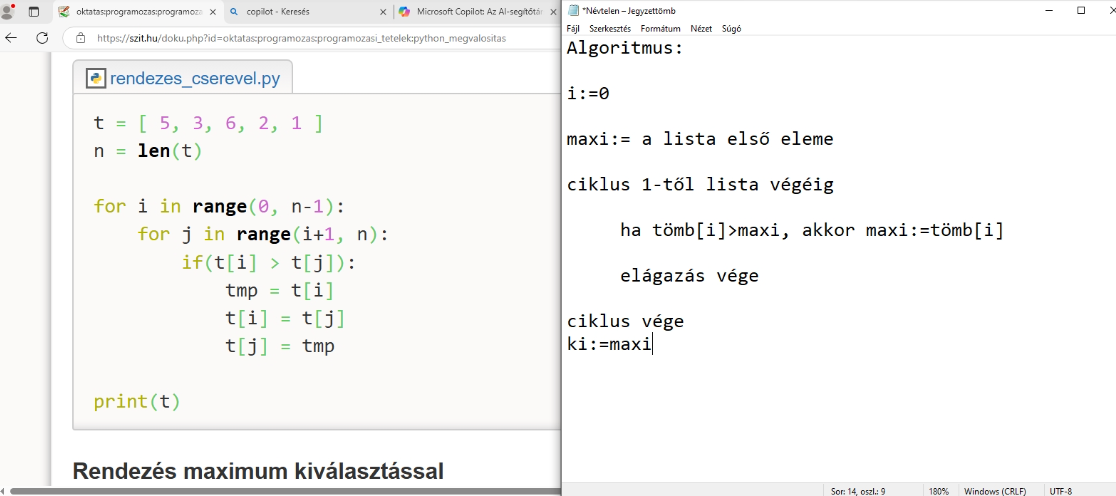 oktatas:programozas:programoza
copilot - Keresés
Microsoft Copilot: Az AI-segítőtár
*Névtelen – Jegyzettömb
https://szit.hu/doku.php?id=oktatas:programozas:programozasi_tetelek:python_megvalositas
rendezes_cserevel.py
t = [ 5, 3, 6, 2, 1 ]
n = len(t)
for i in range(0, n-1):
for j in range(i+1, n):
if(t[i] > t[j]):
tmp = t[i]
t[i] = t[j]
t[j] = tmp
print(t)
Rendezés maximum kiválasztással
Fájl Szerkesztés Formátum Nézet Súgó
Algoritmus:
i:=0
maxi:= a lista első eleme
ciklus 1-től lista végéig
ha tömb[i]>maxi, akkor maxi:=tömb[i]
elágazás vége
ciklus vége
ki:=maxi
Sor: 14, oszl.: 9 180% Windows (CRLF) UTF-8